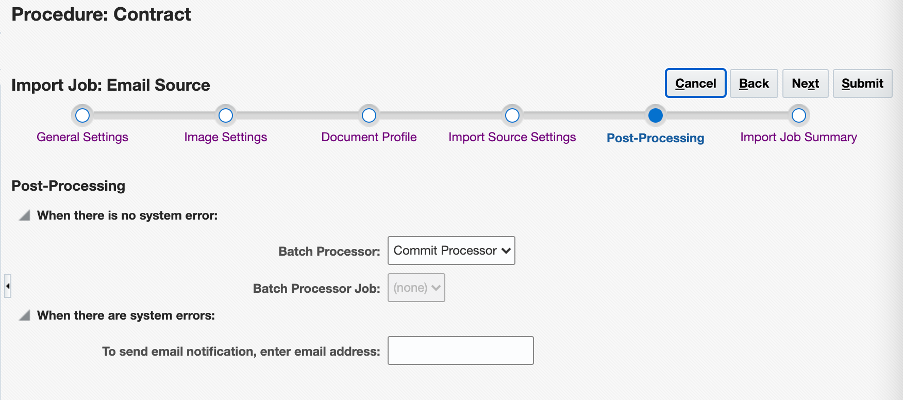 Procedure: Contract
Import Job: Email Source
Cancel Back Next Submit
General Settings Image Settings Document Profile Import Source Settings Post-Processing Import Job Summary
Post-Processing
When there is no system error:
Batch Processor: Commit Processor
Batch Processor Job: (none)
When there are system errors:
To send email notification, enter email address: